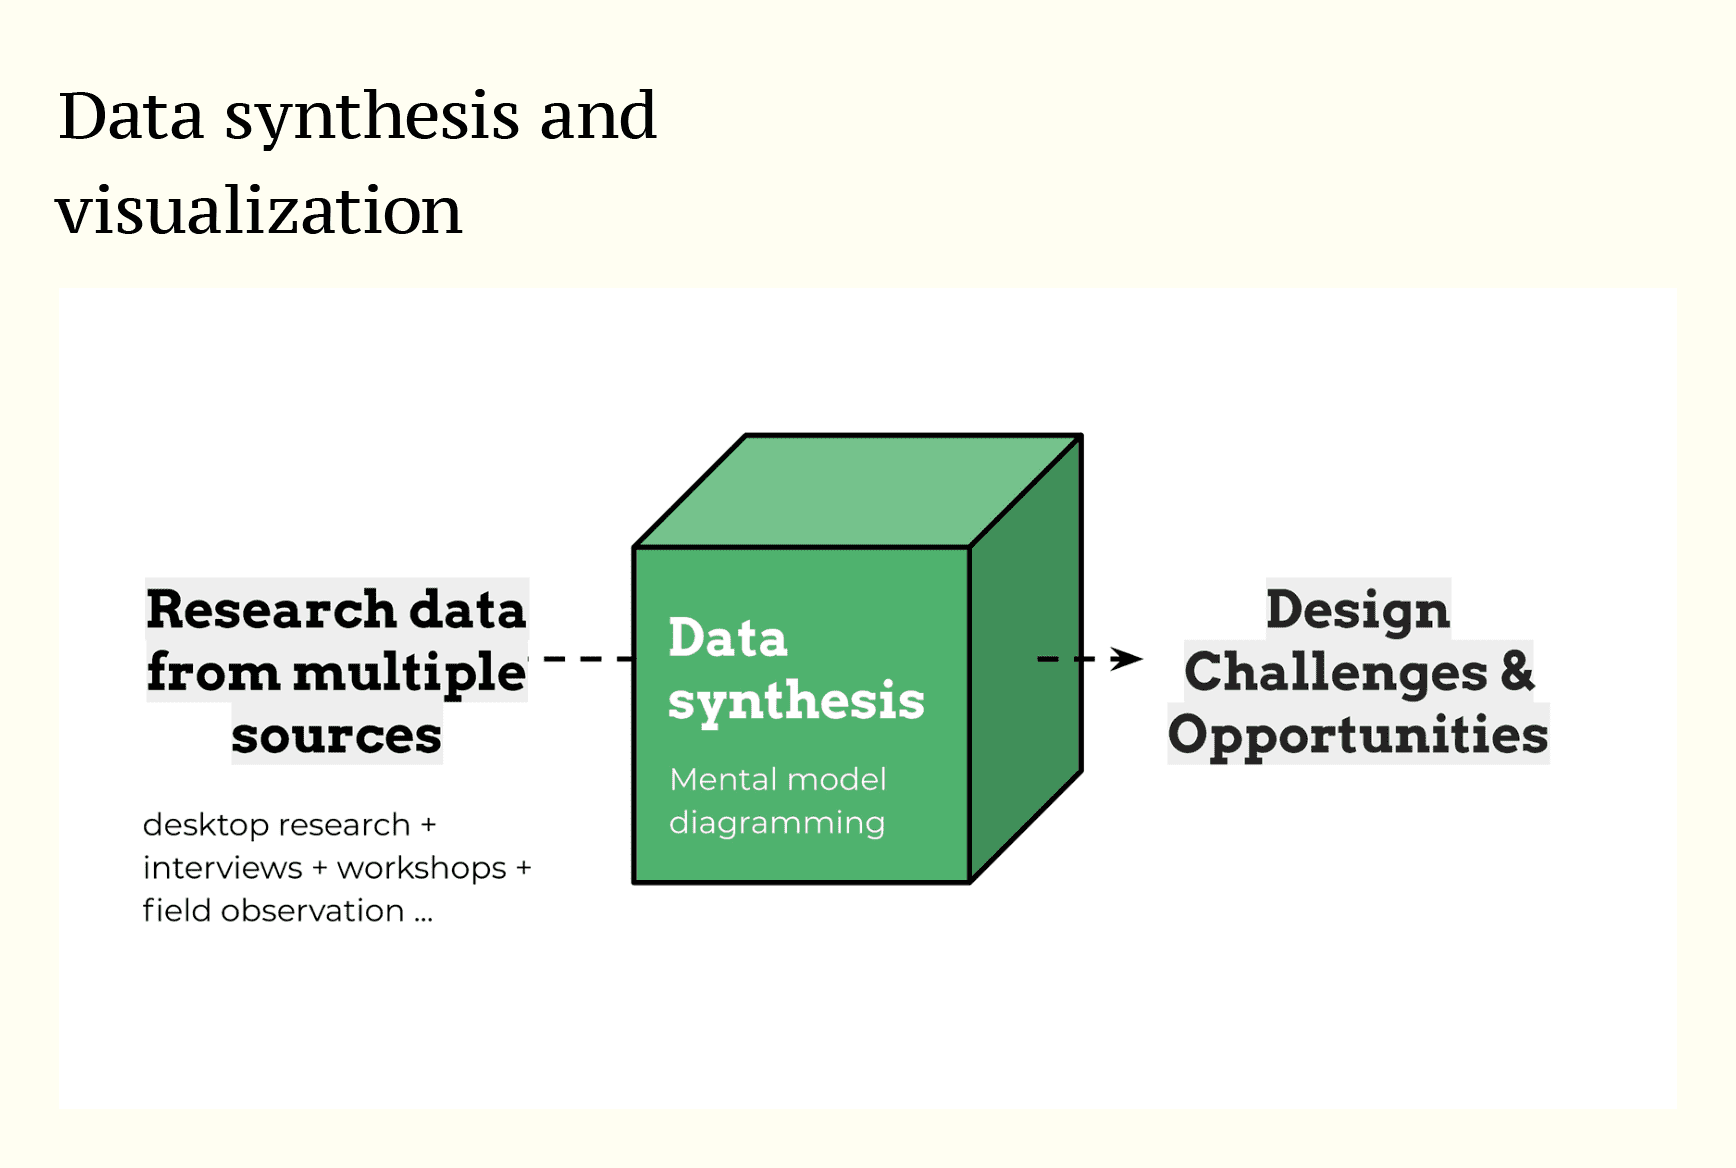 Data synthesis and
visualization
Research data
from multiple
sources
desktop research +
interviews + workshops +
field observation ...
Data
synthesis
Mental model
diagramming
Design
Challenges &
Opportunities